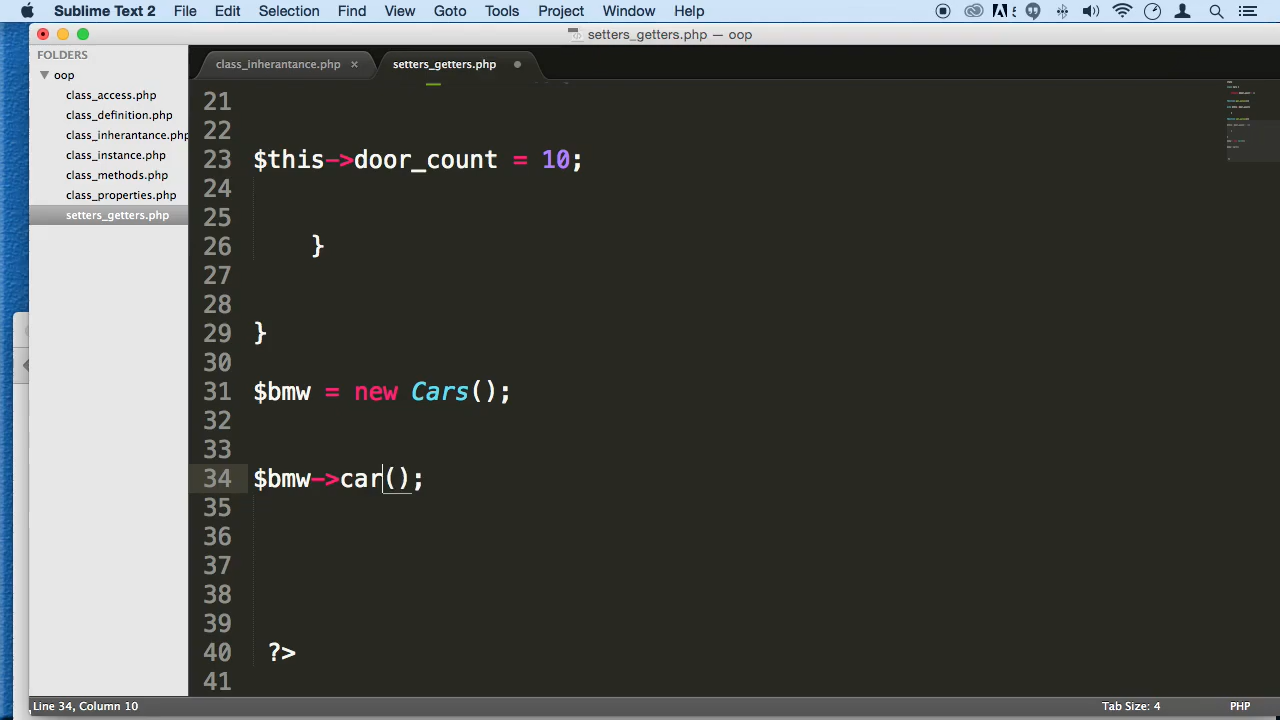 Sublime Text 2 File Edit Selection Find View Goto Tools Project Window Help
setters_getters.php — oop
FOLDERS
oop
class_access.php
class_definition.php
class_inherantance.php
class_instance.php
class_methods.php
class_properties.php
setters_getters.php
class_inherantance.php × setters_getters.php
21
22
23 $this->door_count = 10;
24
25
26 }
27
28
29 }
30
31 $bmw = new Cars();
32
33
34 $bmw->car();
35
36
37
38
39
40 ?>
41
Line 34, Column 10 Tab Size: 4 PHP